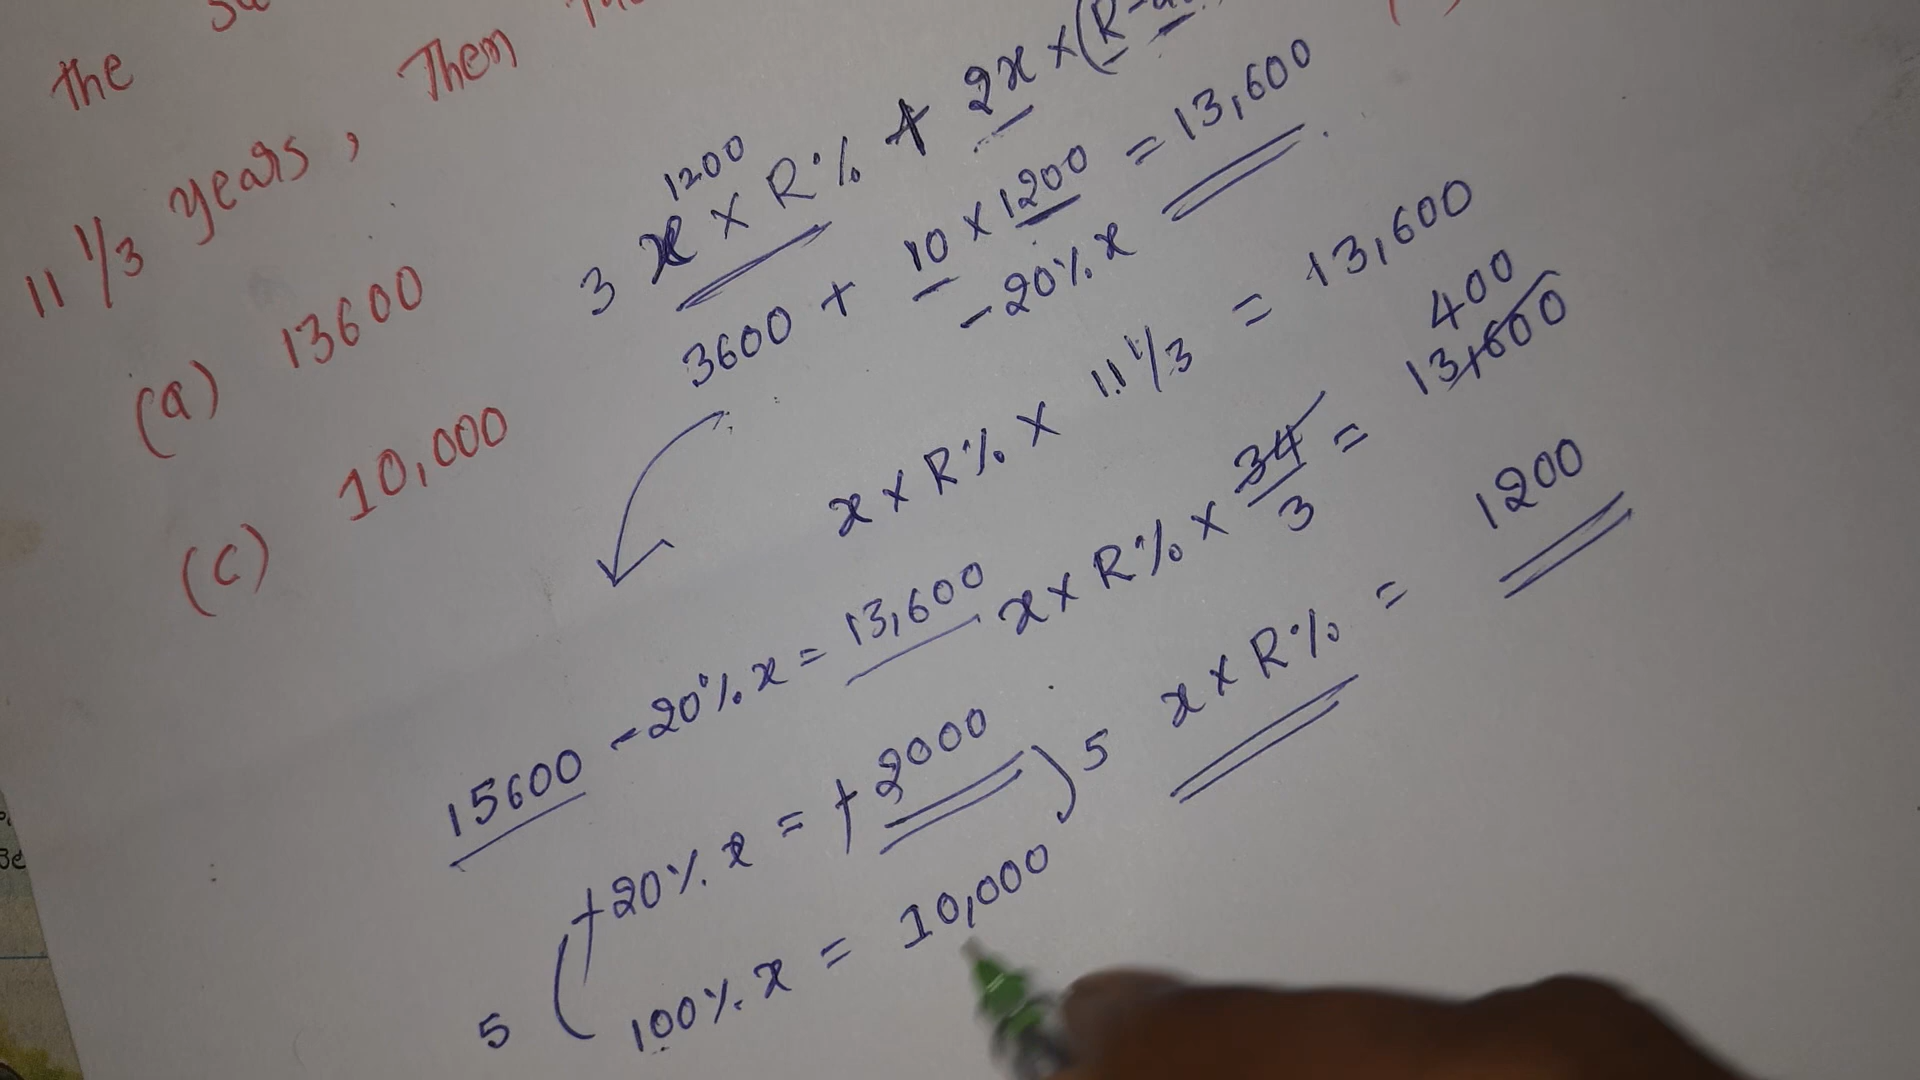 the
11 1/3 years, Then
(a) 13600
(c) 10,000
1200
3 x × R% + 2x × (R-
3600 + 10 × 1200 = 13,600
-20% x
x × R% × 11 1/3 = 13,600
400
x × R% × 34/3 = 13,600
x × R% = 1200
15600 - 20% x = 13,600
+20% x = +2000 ) 5
5 ( 100% x = 10,000